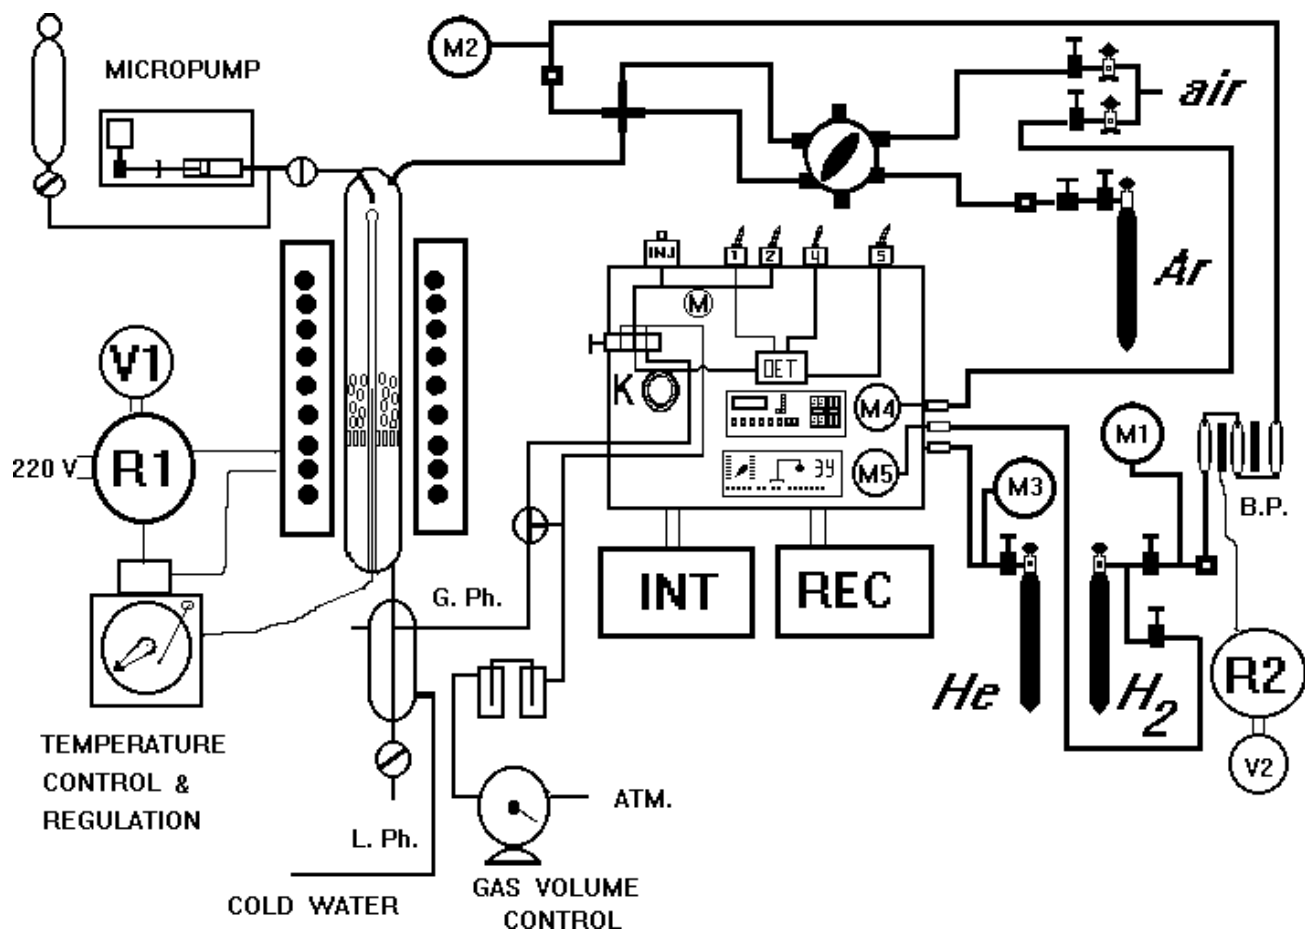 M2
MICROPUMP
air
INJ
1
2
4
5
Ar
M
V1
DET
K
M4
M1
R1
220 V
M5
34
M3
B.P.
INT
REC
G. Ph.
He
H2
R2
TEMPERATURE
CONTROL &
REGULATION
V2
ATM.
L. Ph.
GAS VOLUME
CONTROL
COLD WATER